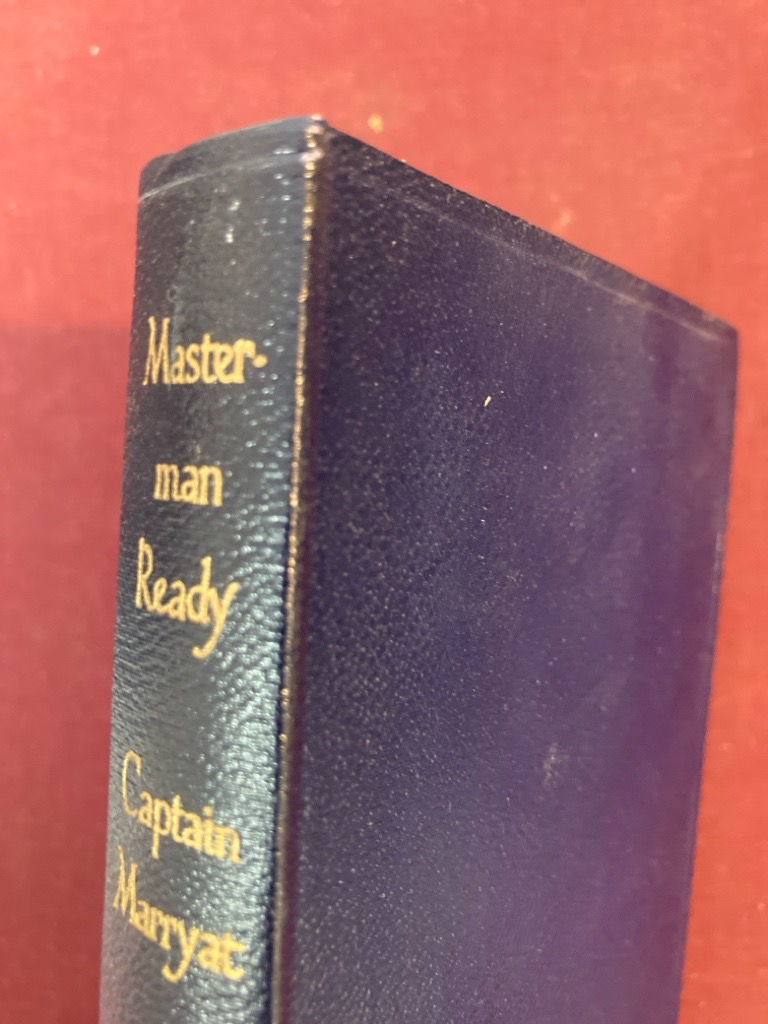 Master-
man
Ready
Captain
Marryat